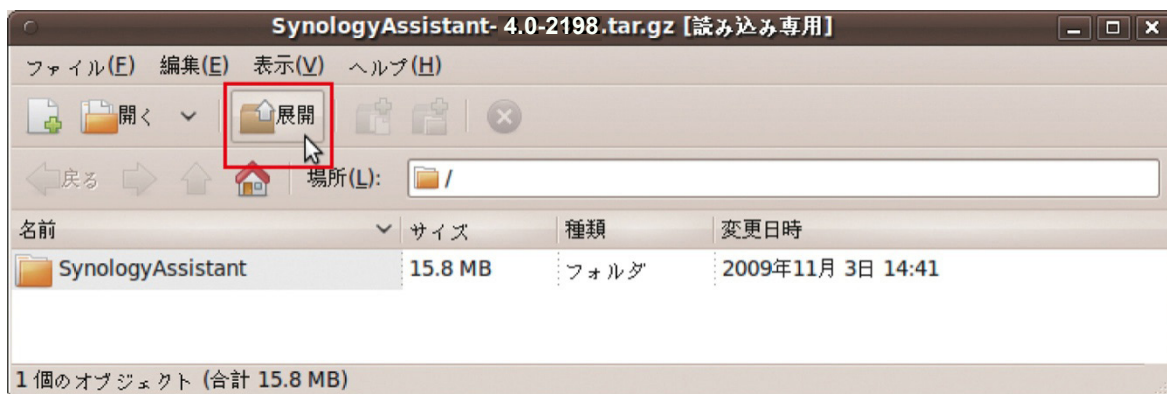 SynologyAssistant- 4.0-2198.tar.gz [読み込み専用]
ファイル(F) 編集(E) 表示(V) ヘルプ(H)
開く 展開
戻る 場所(L): /
名前 サイズ 種類 変更日時
SynologyAssistant 15.8 MB フォルダ 2009年11月 3日 14:41
1 個のオブジェクト (合計 15.8 MB)